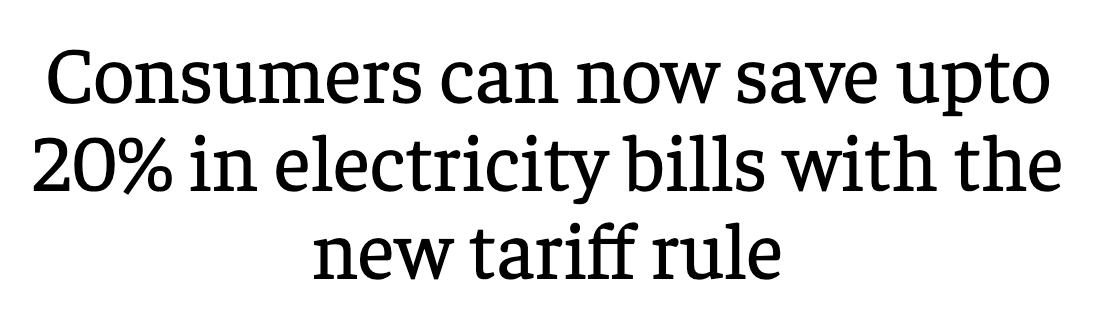 Consumers can now save upto
20% in electricity bills with the
new tariff rule